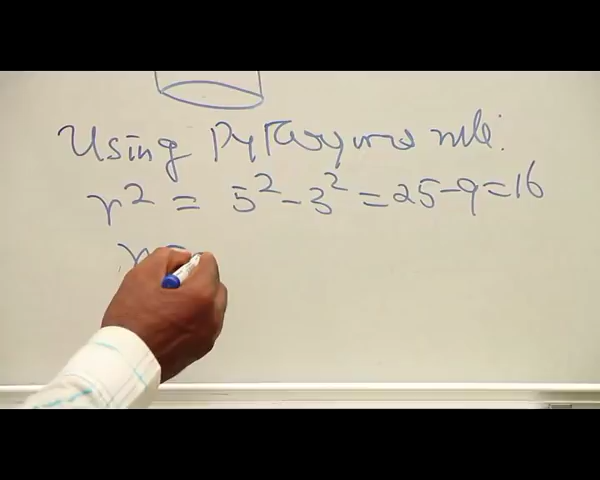 Using Pythagoras rule:
r² = 5² - 3² = 25 - 9 = 16
r =